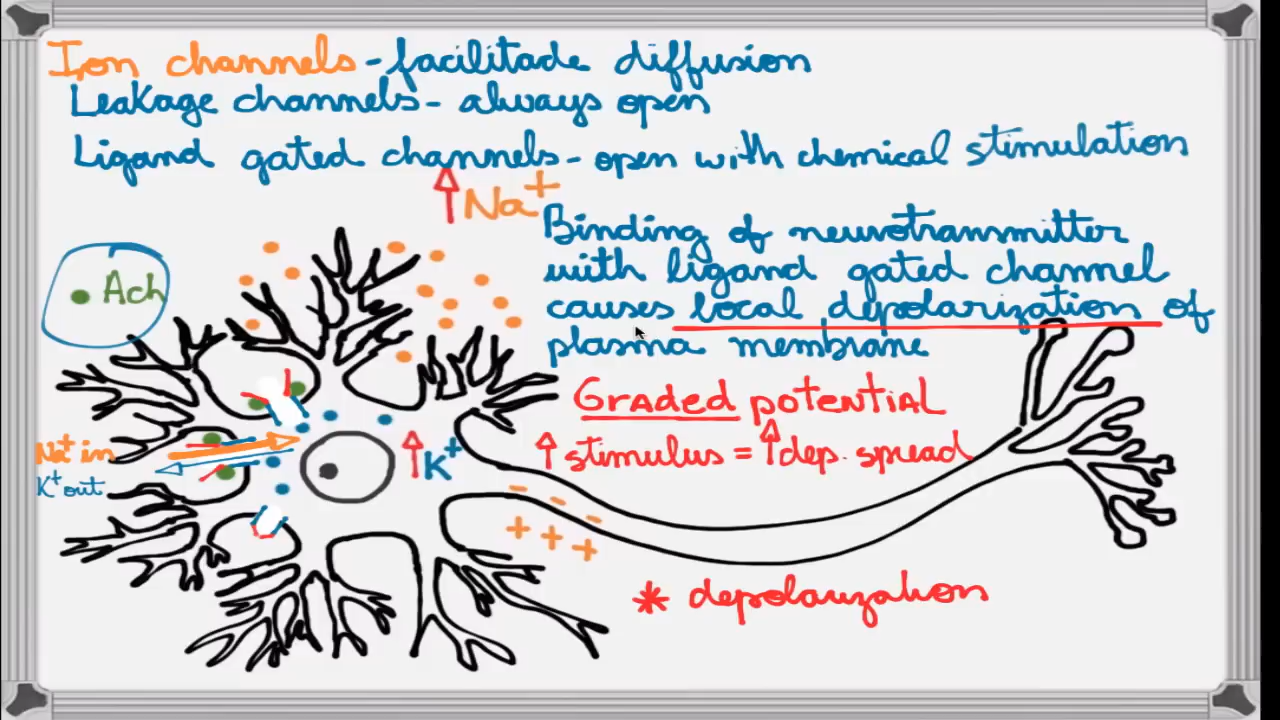 Ion channels - facilitade diffusion
Leakage channels - always open
Ligand gated channels - open with chemical stimulation
↑ Na+
Binding of neurotransmitter
with ligand gated channel
causes local depolarization of
plasma membrane
Ach
Graded potential
↑ stimulus = ↑ dep. spread
Na+ in
K+ out
↑ K+
- - -
+ + +
* depolarization